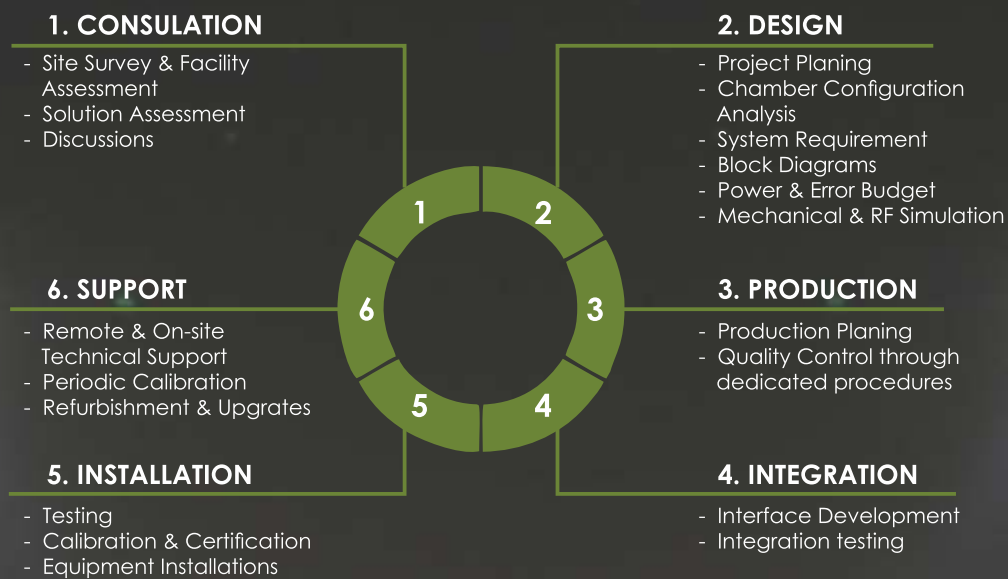 1. CONSULATION
- Site Survey & Facility
Assessment
- Solution Assessment
- Discussions
2. DESIGN
- Project Planing
- Chamber Configuration
Analysis
- System Requirement
- Block Diagrams
- Power & Error Budget
- Mechanical & RF Simulation
1
2
3
4
5
6
3. PRODUCTION
- Production Planing
- Quality Control through
dedicated procedures
4. INTEGRATION
- Interface Development
- Integration testing
5. INSTALLATION
- Testing
- Calibration & Certification
- Equipment Installations
6. SUPPORT
- Remote & On-site
Technical Support
- Periodic Calibration
- Refurbishment & Upgrates